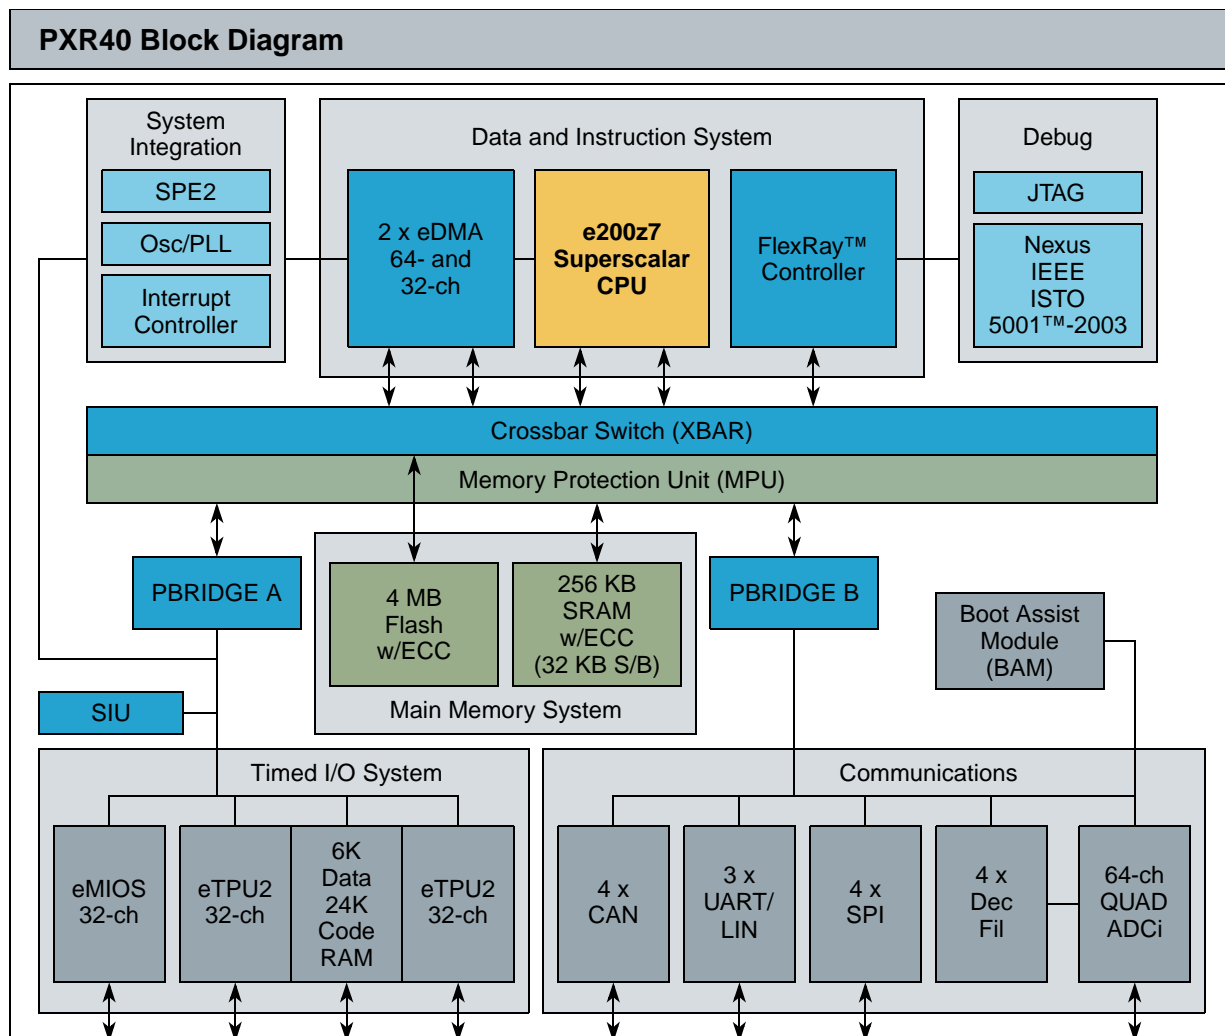 PXR40 Block Diagram
System
Integration
SPE2
Osc/PLL
Interrupt
Controller
Data and Instruction System
2 x eDMA
64- and
32-ch
e200z7
Superscalar
CPU
FlexRay™
Controller
Debug
JTAG
Nexus
IEEE
ISTO
5001™-2003
Crossbar Switch (XBAR)
Memory Protection Unit (MPU)
PBRIDGE A
4 MB
Flash
w/ECC
256 KB
SRAM
w/ECC
(32 KB S/B)
Main Memory System
PBRIDGE B
Boot Assist
Module
(BAM)
SIU
Timed I/O System
eMIOS
32-ch
eTPU2
32-ch
6K
Data
24K
Code
RAM
eTPU2
32-ch
Communications
4 x
CAN
3 x
UART/
LIN
4 x
SPI
4 x
Dec
Fil
64-ch
QUAD
ADCi